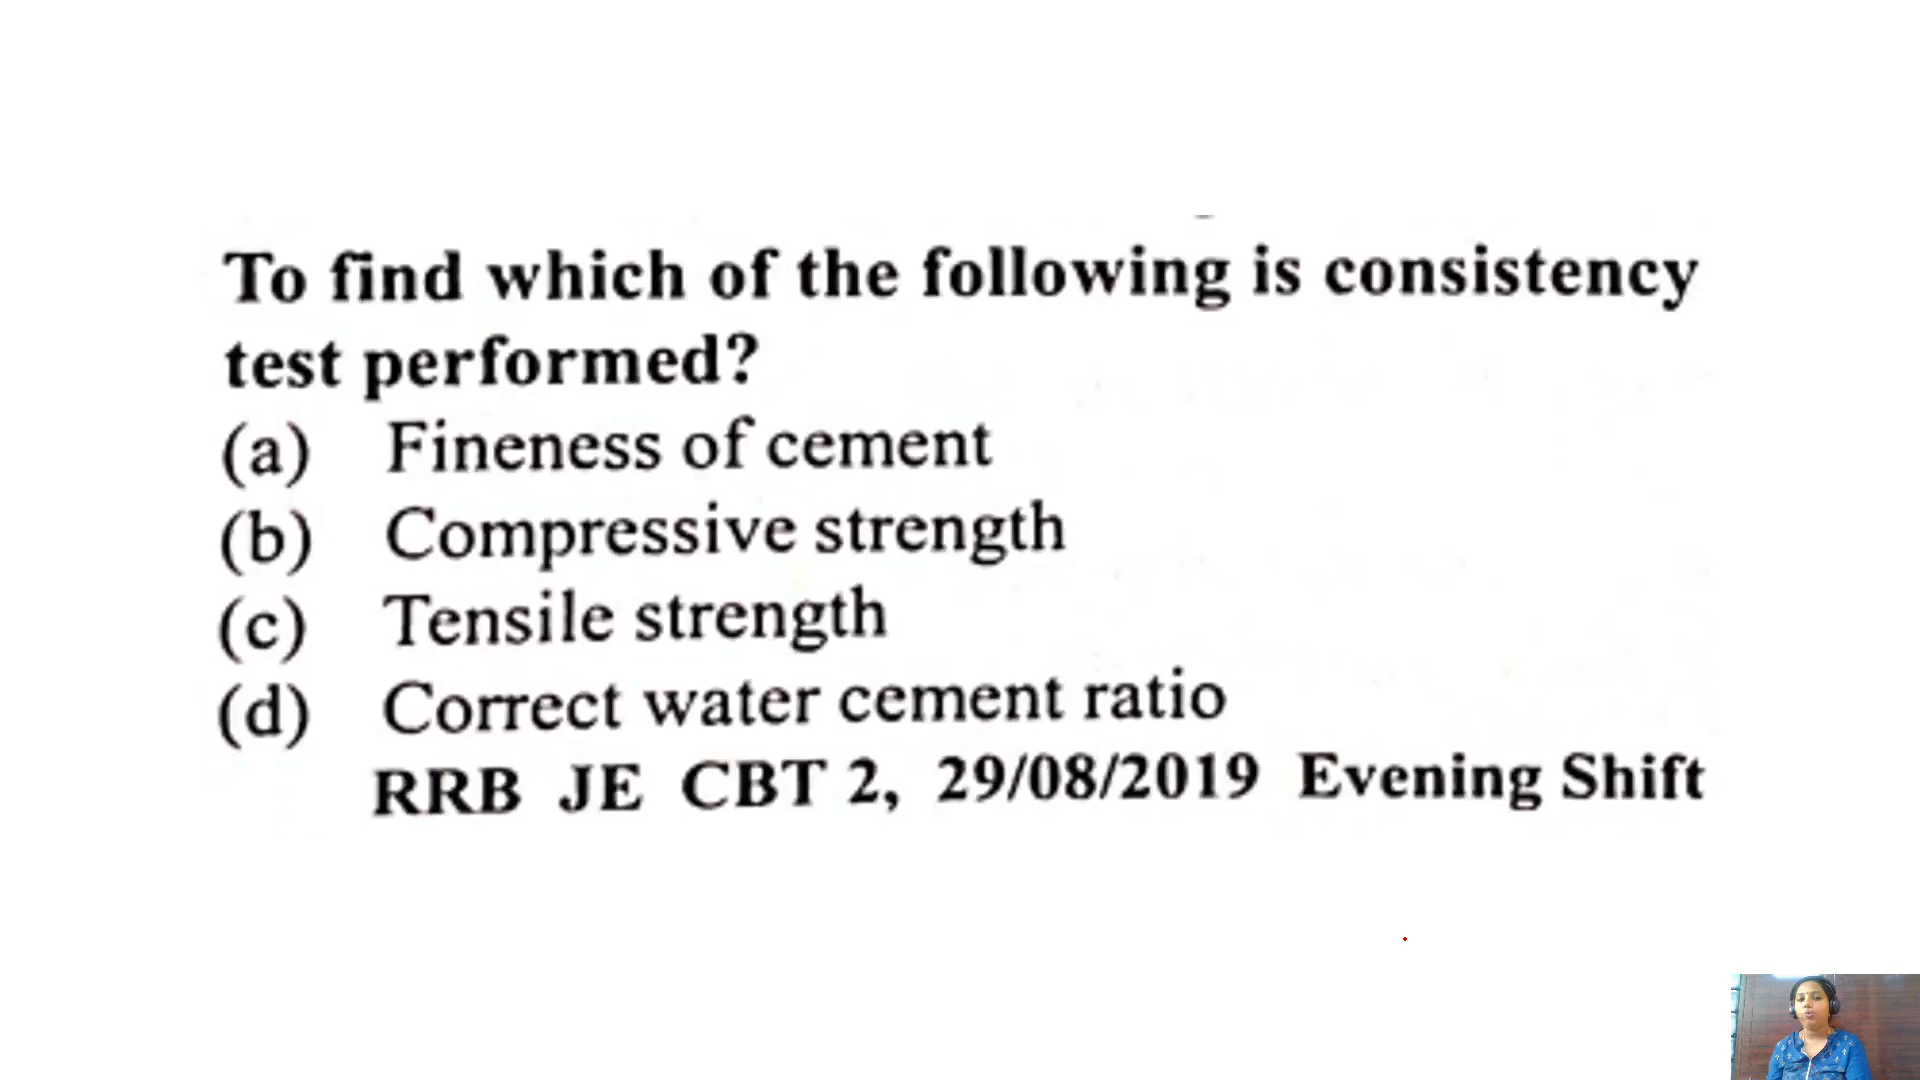 To find which of the following is consistency
test performed?
(a) Fineness of cement
(b) Compressive strength
(c) Tensile strength
(d) Correct water cement ratio
RRB JE CBT 2, 29/08/2019 Evening Shift